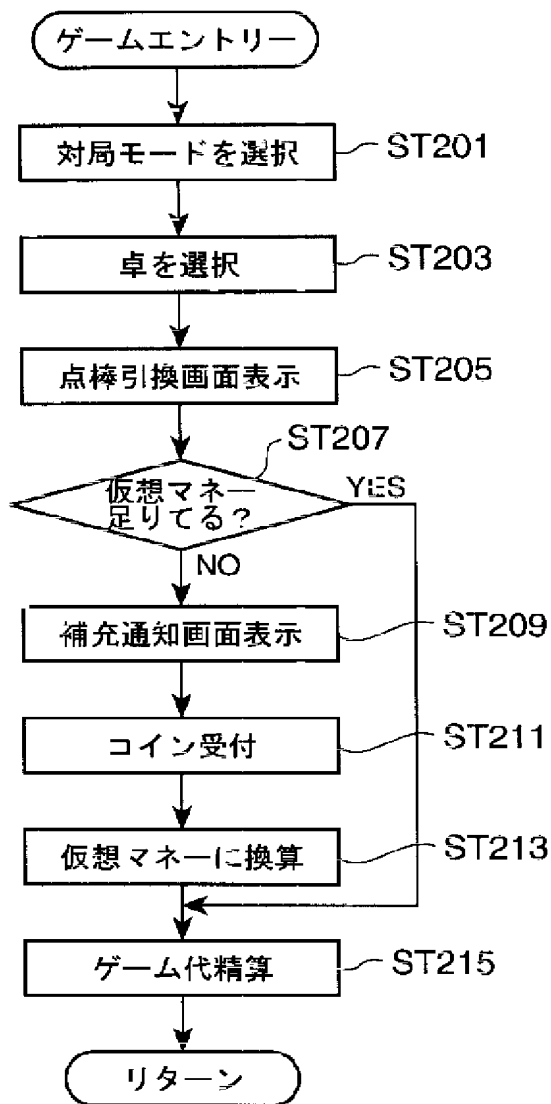 ゲームエントリー
対局モードを選択
ST201
卓を選択
ST203
点棒引換画面表示
ST205
ST207
仮想マネー
足りてる？
YES
NO
補充通知画面表示
ST209
コイン受付
ST211
仮想マネーに換算
ST213
ゲーム代精算
ST215
リターン